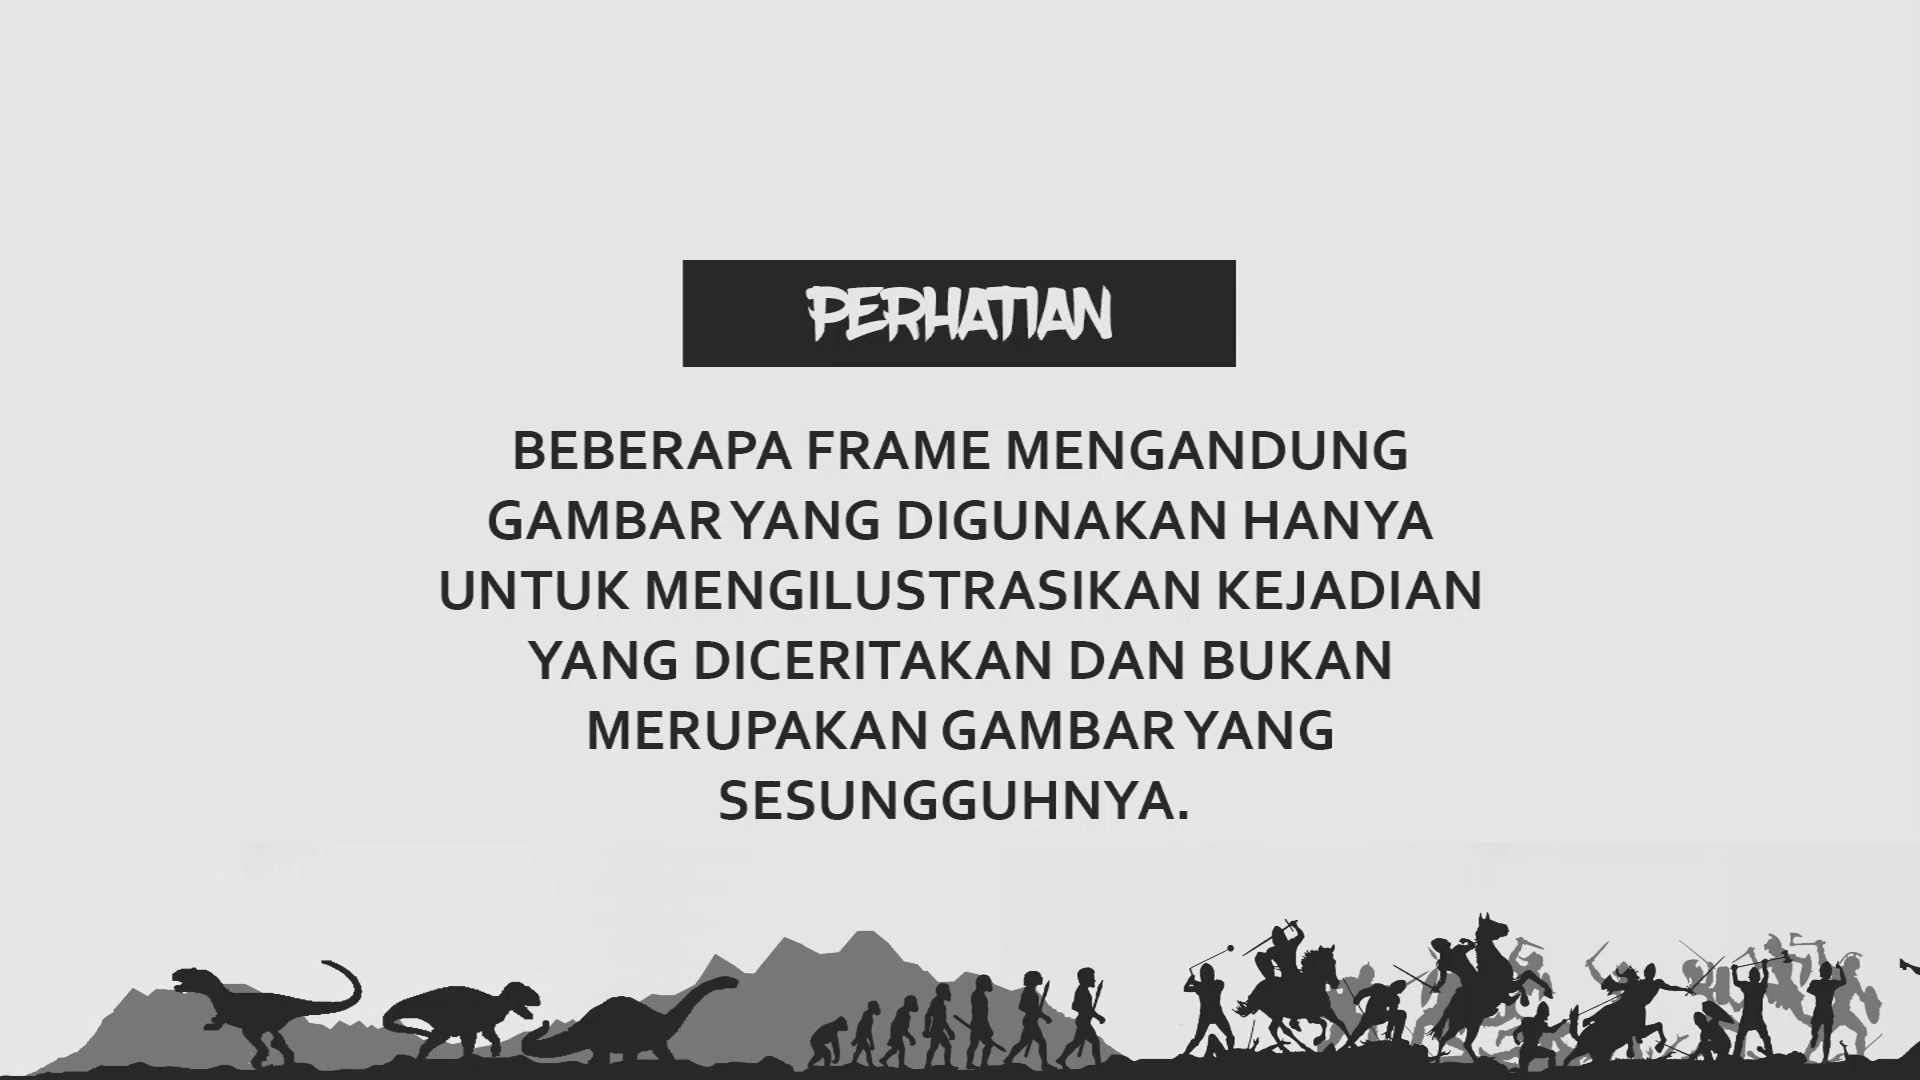 PERHATIAN
BEBERAPA FRAME MENGANDUNG
GAMBAR YANG DIGUNAKAN HANYA
UNTUK MENGILUSTRASIKAN KEJADIAN
YANG DICERITAKAN DAN BUKAN
MERUPAKAN GAMBAR YANG
SESUNGGUHNYA.